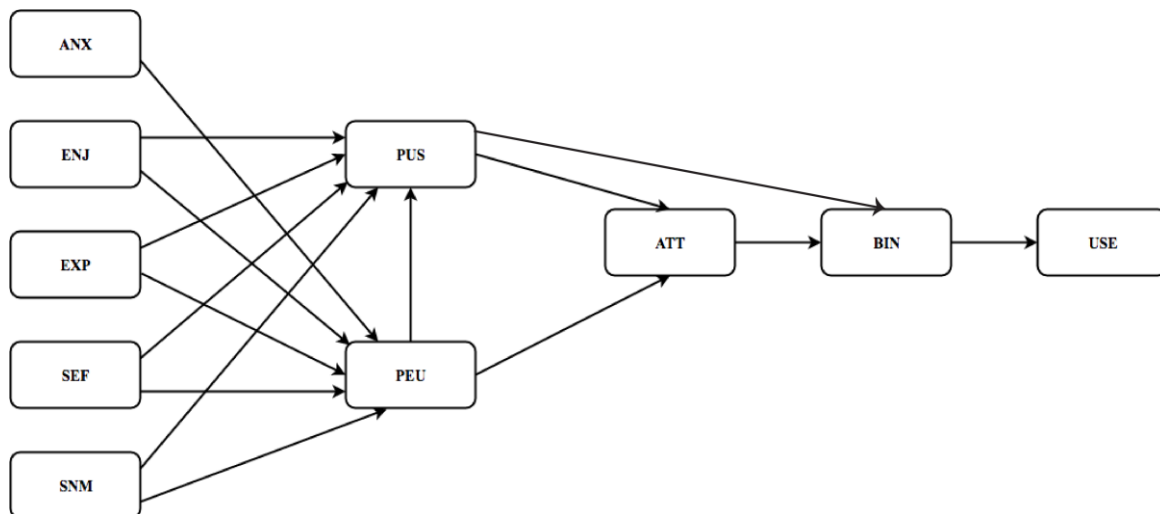 ANX
ENJ
PUS
EXP
ATT
BIN
USE
SEF
PEU
SNM